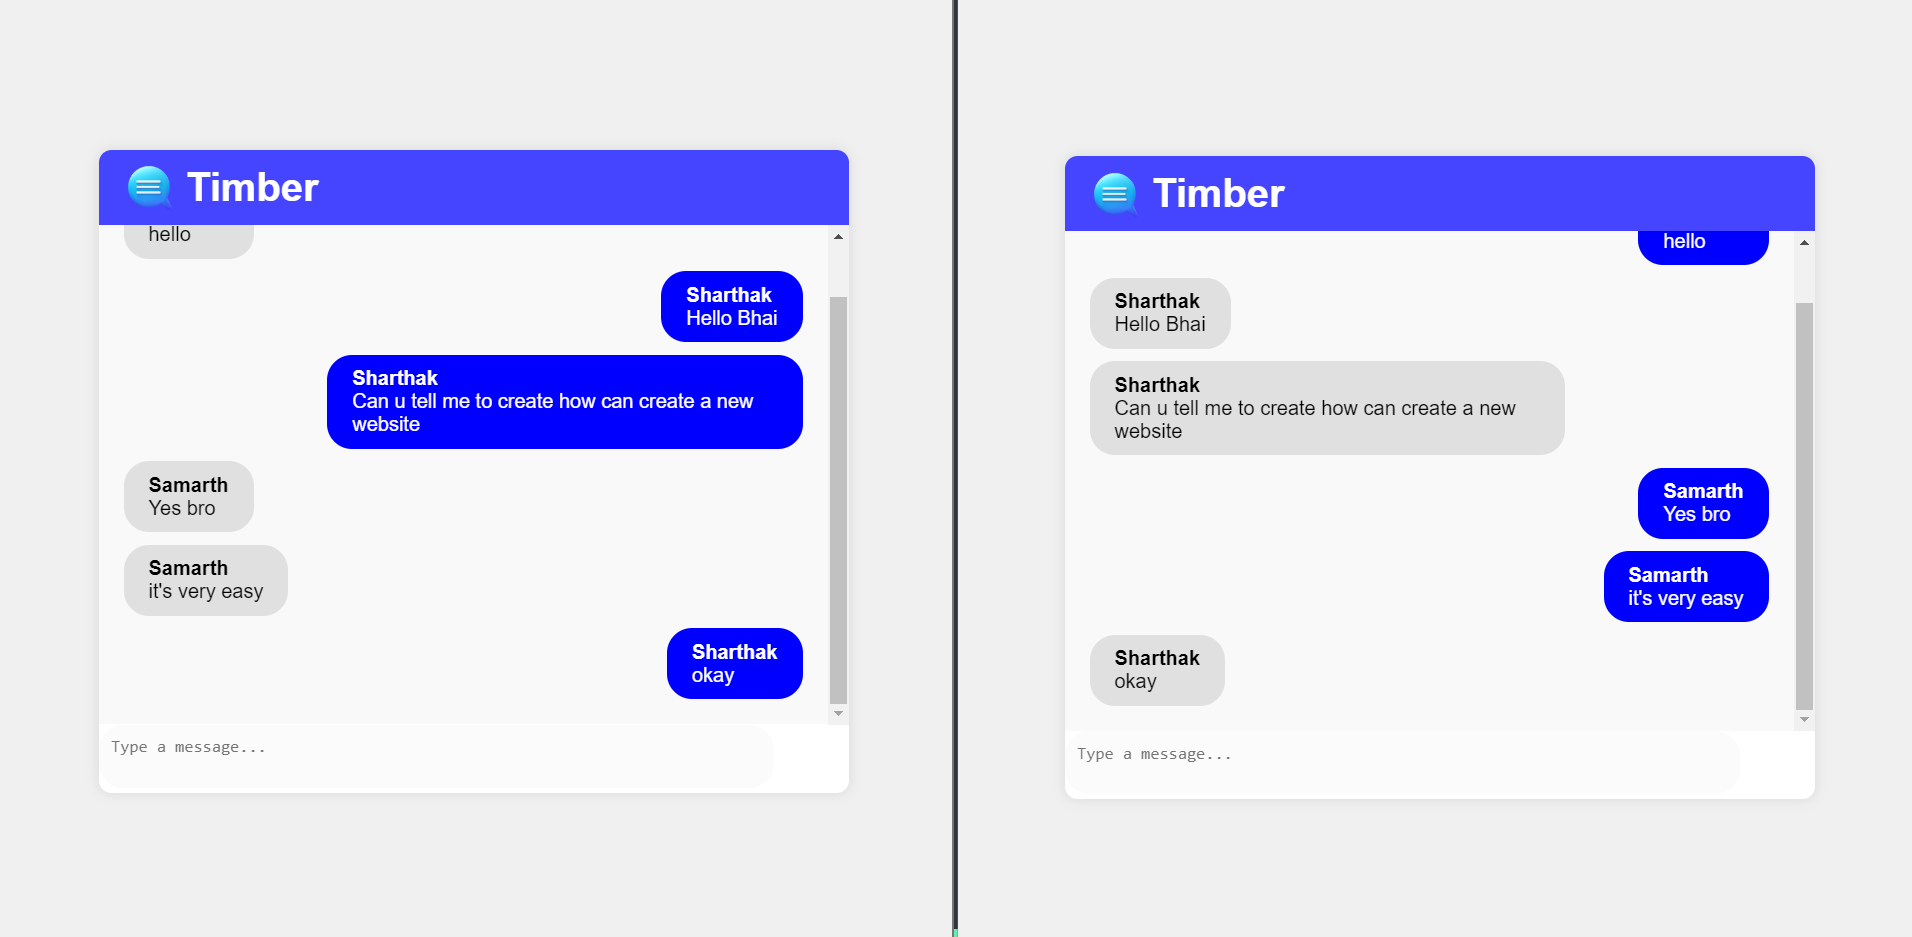 Timber
hello
Sharthak
Hello Bhai
Sharthak
Can u tell me to create how can create a new
website
Samarth
Yes bro
Samarth
it's very easy
Sharthak
okay
Type a message...
Timber
hello
Sharthak
Hello Bhai
Sharthak
Can u tell me to create how can create a new
website
Samarth
Yes bro
Samarth
it's very easy
Sharthak
okay
Type a message...